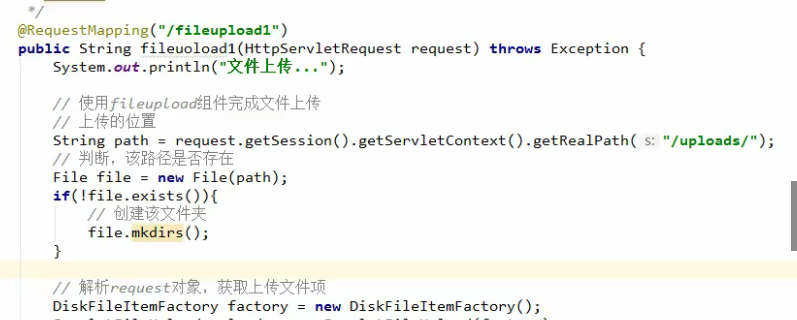 */
@RequestMapping("/fileupload1")
public String fileuoload1(HttpServletRequest request) throws Exception {
System.out.println("文件上传...");
// 使用fileupload组件完成文件上传
// 上传的位置
String path = request.getSession().getServletContext().getRealPath( s: "/uploads/");
// 判断，该路径是否存在
File file = new File(path);
if(!file.exists()){
// 创建该文件夹
file.mkdirs();
}
// 解析request对象，获取上传文件项
DiskFileItemFactory factory = new DiskFileItemFactory();